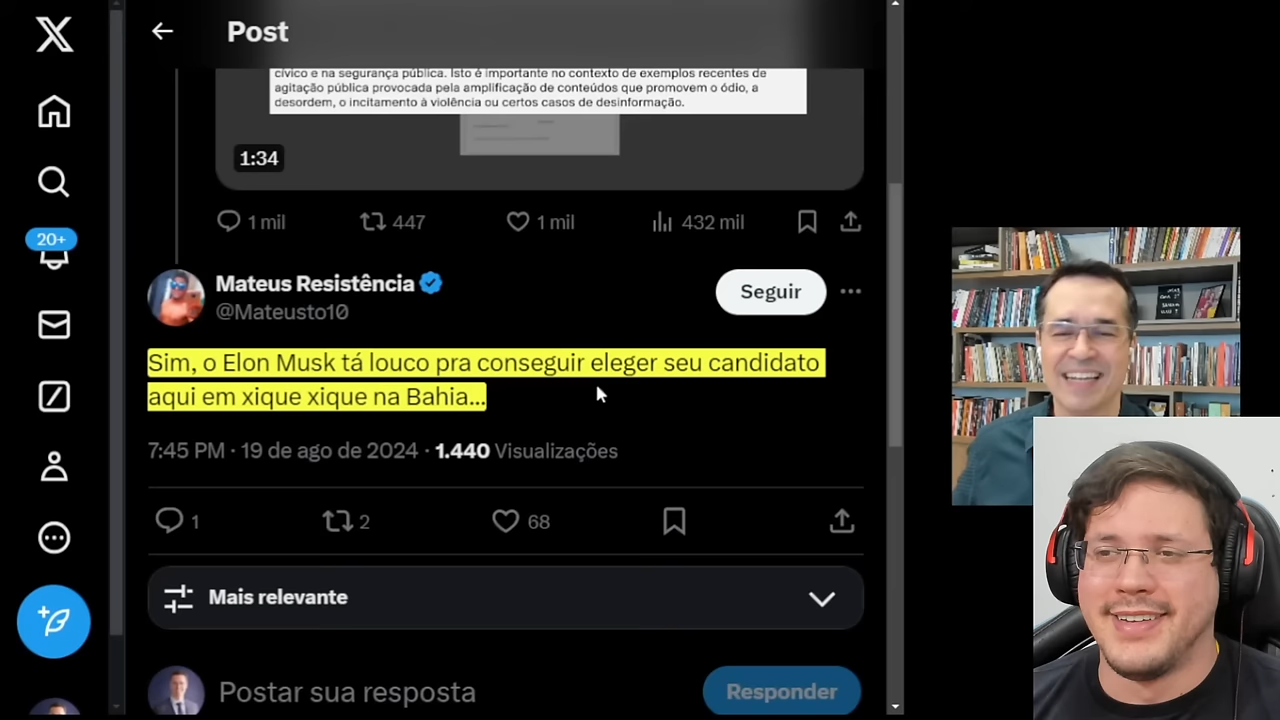 Post
cívico e na segurança pública. Isto é importante no contexto de exemplos recentes de
agitação pública provocada pela amplificação de conteúdos que promovem o ódio, a
desordem, o incitamento à violência ou certos casos de desinformação.
1:34
1 mil 447 1 mil 432 mil
20+
Mateus Resistência
@Mateusto10
Seguir
Sim, o Elon Musk tá louco pra conseguir eleger seu candidato
aqui em xique xique na Bahia...
7:45 PM · 19 de ago de 2024 · 1.440 Visualizações
1 2 68
Mais relevante
Postar sua resposta
Responder